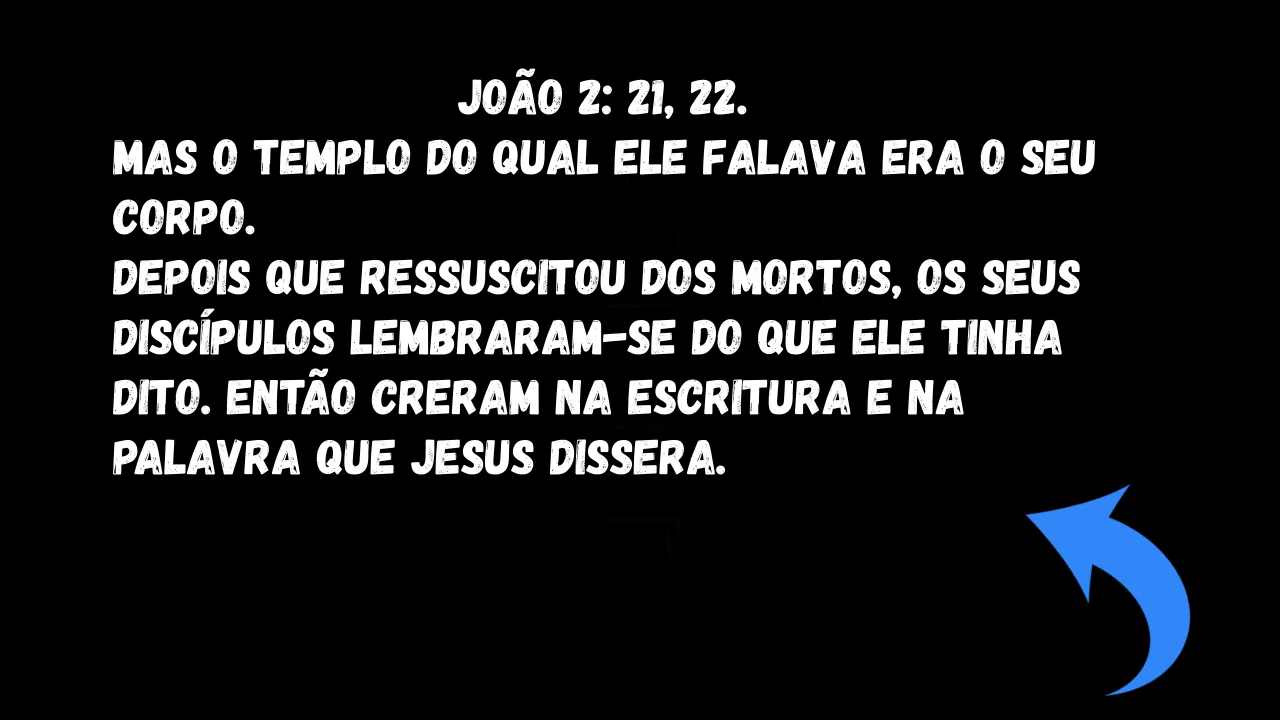 JOÃO 2: 21, 22.
MAS O TEMPLO DO QUAL ELE FALAVA ERA O SEU
CORPO.
DEPOIS QUE RESSUSCITOU DOS MORTOS, OS SEUS
DISCÍPULOS LEMBRARAM-SE DO QUE ELE TINHA
DITO. ENTÃO CRERAM NA ESCRITURA E NA
PALAVRA QUE JESUS DISSERA.